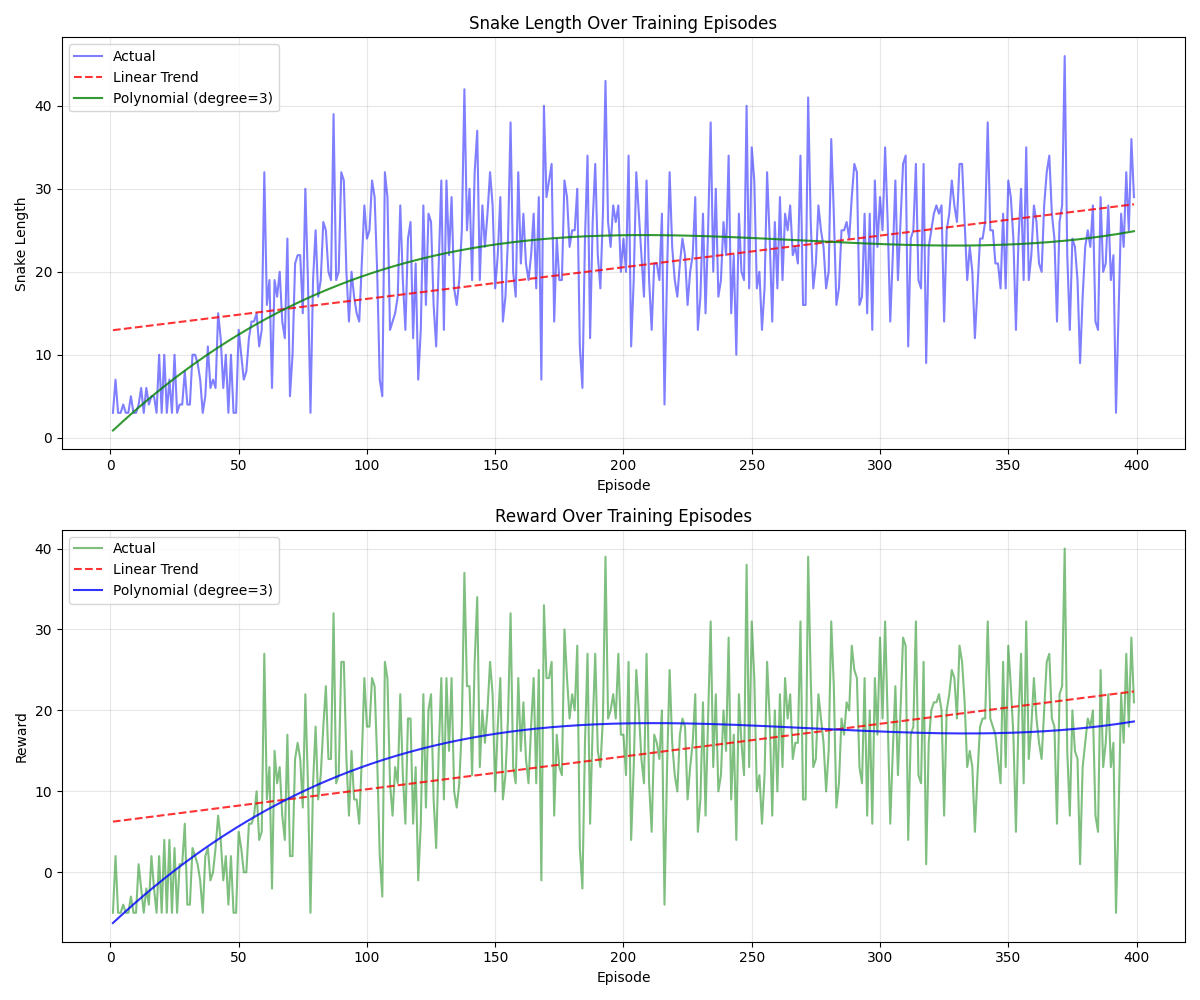 Snake Length Over Training Episodes
Actual
Linear Trend
Polynomial (degree=3)
Snake Length
40
30
20
10
0
0 50 100 150 200 250 300 350 400
Episode
Reward Over Training Episodes
Actual
Linear Trend
Polynomial (degree=3)
Reward
40
30
20
10
0
0 50 100 150 200 250 300 350 400
Episode